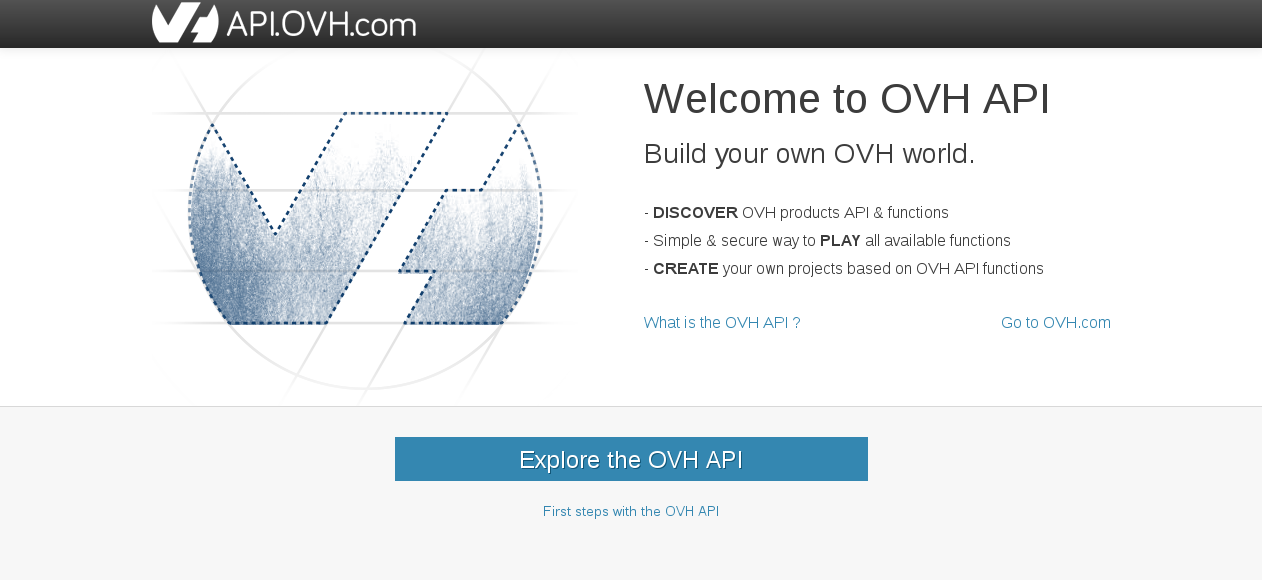 API.OVH.com
Welcome to OVH API
Build your own OVH world.
- DISCOVER OVH products API & functions
- Simple & secure way to PLAY all available functions
- CREATE your own projects based on OVH API functions
What is the OVH API ?
Go to OVH.com
Explore the OVH API
First steps with the OVH API